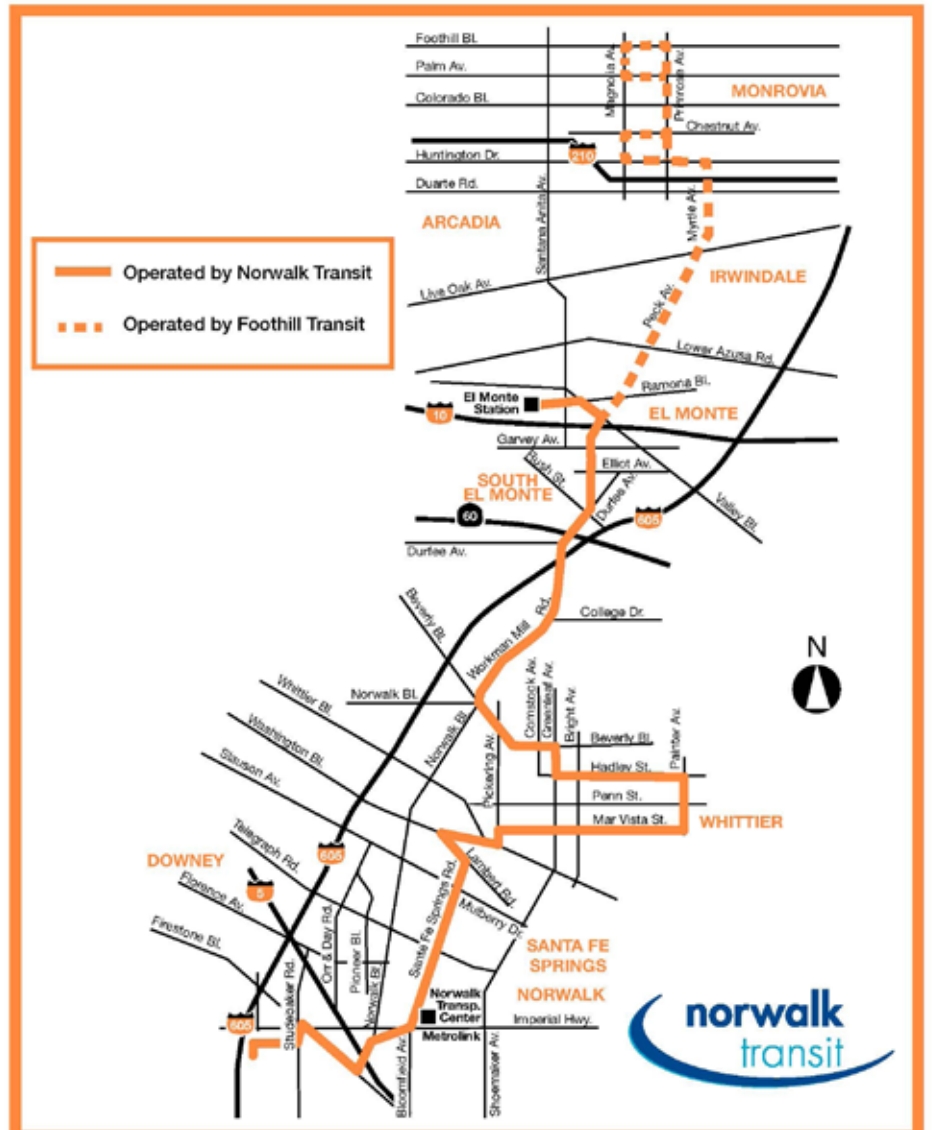 Foothill Bl.
Palm Av.
Colorado Bl.
Magnolia Av.
Primrose Av.
MONROVIA
Chestnut Av.
210
Huntington Dr.
Duarte Rd.
Santana Anita Av.
ARCADIA
Myrtle Av.
Operated by Norwalk Transit
Operated by Foothill Transit
IRWINDALE
Live Oak Av.
Peck Av.
Lower Azusa Rd.
Ramona Bl.
El Monte
Station
10
EL MONTE
Garvey Av.
Bush St.
Elliot Av.
SOUTH
EL MONTE
Durfee Av.
Valley Bl.
60
605
Durfee Av.
Beverly Bl.
Workman Mill Rd.
College Dr.
N
Whittier Bl.
Norwalk Bl.
Norwalk Bl.
Comstock Av.
Greenleaf Av.
Bright Av.
Beverly Bl.
Painter Av.
Washington Bl.
Pickering Av.
Hadley St.
Slauson Av.
Penn St.
Mar Vista St.
WHITTIER
Telegraph Rd.
605
DOWNEY
Lambert Rd.
5
Florence Av.
Santa Fe Springs Rd.
Mulberry Dr.
Firestone Bl.
Orr & Day Rd.
Pioneer Bl.
SANTA FE
SPRINGS
Studebaker Rd.
Norwalk Bl.
Norwalk
Transp.
Center
NORWALK
605
Imperial Hwy.
Metrolink
Bloomfield Av.
Shoemaker Av.
norwalk
transit